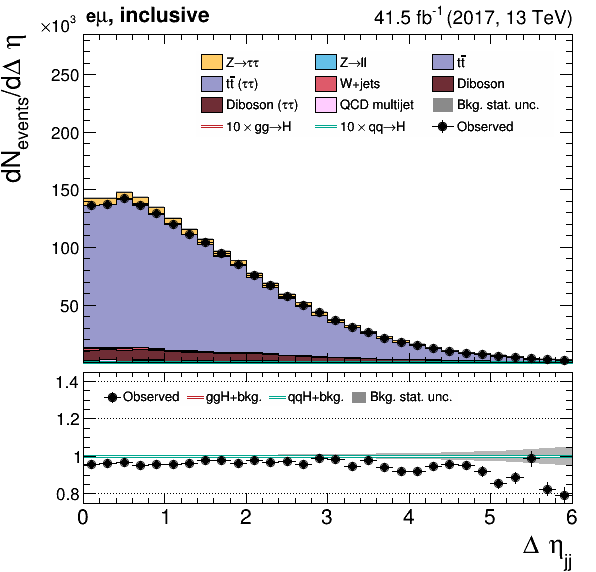 eμ, inclusive 41.5 fb⁻¹ (2017, 13 TeV)
×10³
dN_events/dΔ η
Z→ττ Z→ll tt̄
tt̄ (ττ) W+jets Diboson
Diboson (ττ) QCD multijet Bkg. stat. unc.
10 × gg→H 10 × qq→H Observed
250
200
150
100
50
1.4
Observed ggH+bkg. qqH+bkg. Bkg. stat. unc.
1.2
1
0.8
0 1 2 3 4 5 6
Δ η_jj